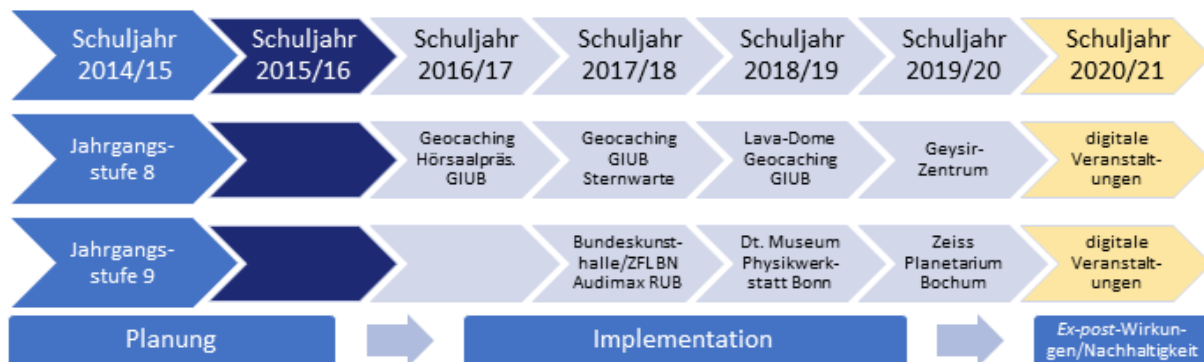 Schuljahr
2014/15
Schuljahr
2015/16
Schuljahr
2016/17
Schuljahr
2017/18
Schuljahr
2018/19
Schuljahr
2019/20
Schuljahr
2020/21
Jahrgangs-
stufe 8
Geocaching
Hörsaalpräs.
GIUB
Geocaching
GIUB
Sternwarte
Lava-Dome
Geocaching
GIUB
Geysir-
Zentrum
digitale
Veranstalt-
ungen
Jahrgangs-
stufe 9
Bundeskunst-
halle/ZFLBN
Audimax RUB
Dt. Museum
Physikwerk-
statt Bonn
Zeiss
Planetarium
Bochum
digitale
Veranstalt-
ungen
Planung
Implementation
Ex-post-Wirkun-
gen/Nachhaltigkeit